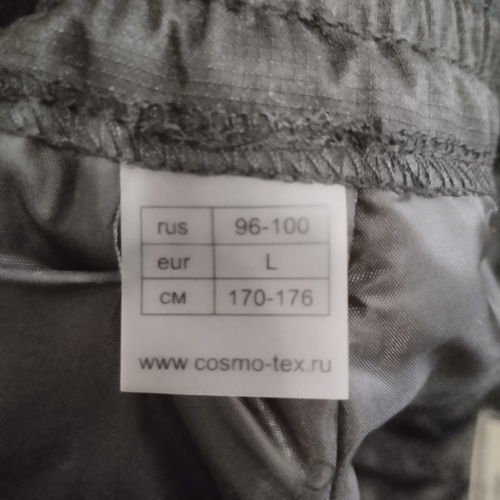 rus 96-100
eur L
см 170-176
www cosmo-tex.ru